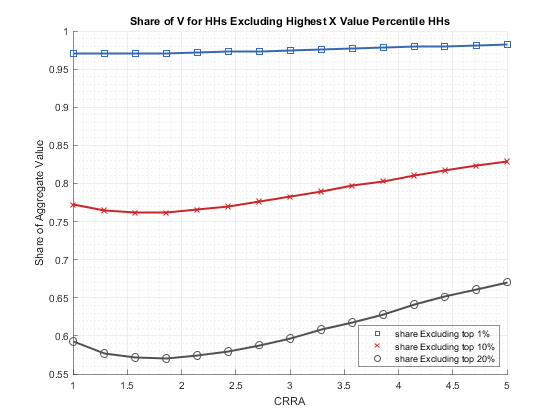 Share of V for HHs Excluding Highest X Value Percentile HHs
1
0.95
0.9
0.85
0.8
0.75
0.7
0.65
0.6
0.55
Share of Aggregate Value
share Excluding top 1%
share Excluding top 10%
share Excluding top 20%
1 1.5 2 2.5 3 3.5 4 4.5 5
CRRA